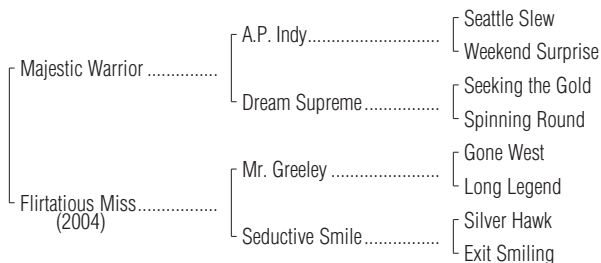 Seattle Slew
A.P. Indy..............................
Weekend Surprise
Majestic Warrior ...............
Seeking the Gold
Dream Supreme.................
Spinning Round
Gone West
Mr. Greeley ........................
Long Legend
Flirtatious Miss.................
(2004)
Silver Hawk
Seductive Smile.................
Exit Smiling